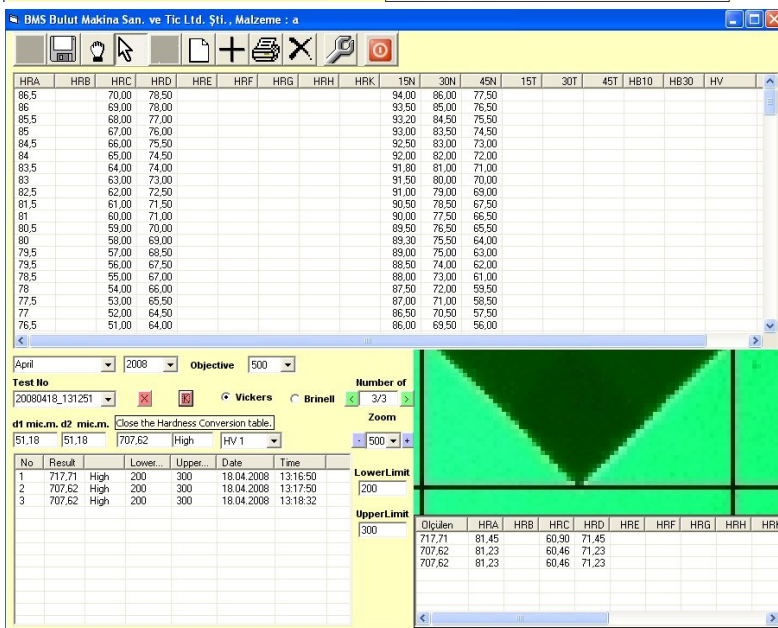 BMS Bulut Makina San. ve Tic Ltd. Şti. , Malzeme : a
HRA HRB HRC HRD HRE HRF HRG HRH HRK 15N 30N 45N 15T 30T 45T HB10 HB30 HV
86,5 70,00 78,50 94,00 86,00 77,50
86 69,00 78,00 93,50 85,00 76,50
85,5 68,00 77,00 93,20 84,50 75,50
85 67,00 76,00 93,00 83,50 74,50
84,5 66,00 75,50 92,50 83,00 73,00
84 65,00 74,50 92,00 82,00 72,00
83,5 64,00 74,00 91,80 81,00 71,00
83 63,00 73,00 91,50 80,00 70,00
82,5 62,00 72,50 91,00 79,00 69,00
81,5 61,00 71,50 90,50 78,50 67,50
81 60,00 71,00 90,00 77,50 66,50
80,5 59,00 70,00 89,50 76,50 65,50
80 58,00 69,00 89,30 75,50 64,00
79,5 57,00 68,50 89,00 75,00 63,00
79,5 56,00 67,50 88,50 74,00 62,00
78,5 55,00 67,00 88,00 73,00 61,00
78 54,00 66,00 87,50 72,00 59,50
77,5 53,00 65,50 87,00 71,00 58,50
77 52,00 64,50 86,50 70,50 57,50
76,5 51,00 64,00 86,00 69,50 56,00
April 2008 Objective 500
Test No Number of
20080418_131251 Vickers Brinell < 3/3 >
Zoom
d1 mic.m. d2 mic.m. Close the Hardness Conversion table.
51,18 51,18 707,62 High HV 1 - 500 +
No Result Lower... Upper... Date Time
1 717,71 High 200 300 18.04.2008 13:16:50
2 707,62 High 200 300 18.04.2008 13:17:50
3 707,62 High 200 300 18.04.2008 13:18:32
LowerLimit
200
UpperLimit
300
Olçülen HRA HRB HRC HRD HRE HRF HRG HRH
717,71 81,45 60,90 71,45
707,62 81,23 60,46 71,23
707,62 81,23 60,46 71,23